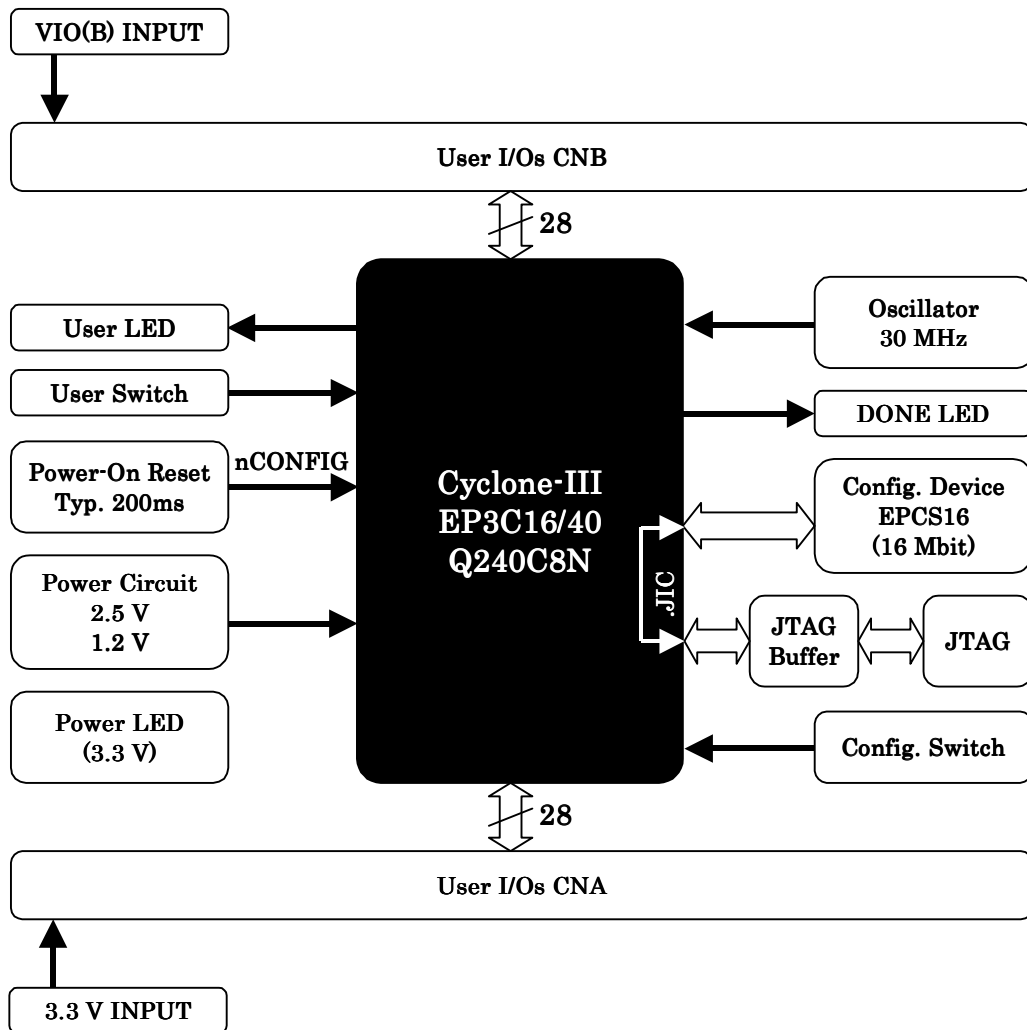 VIO(B) INPUT
User I/Os CNB
28
User LED
User Switch
Power-On Reset
Typ. 200ms
nCONFIG
Power Circuit
2.5 V
1.2 V
Power LED
(3.3 V)
Cyclone-III
EP3C16/40
Q240C8N
.JIC
Oscillator
30 MHz
DONE LED
Config. Device
EPCS16
(16 Mbit)
JTAG
Buffer
JTAG
Config. Switch
28
User I/Os CNA
3.3 V INPUT